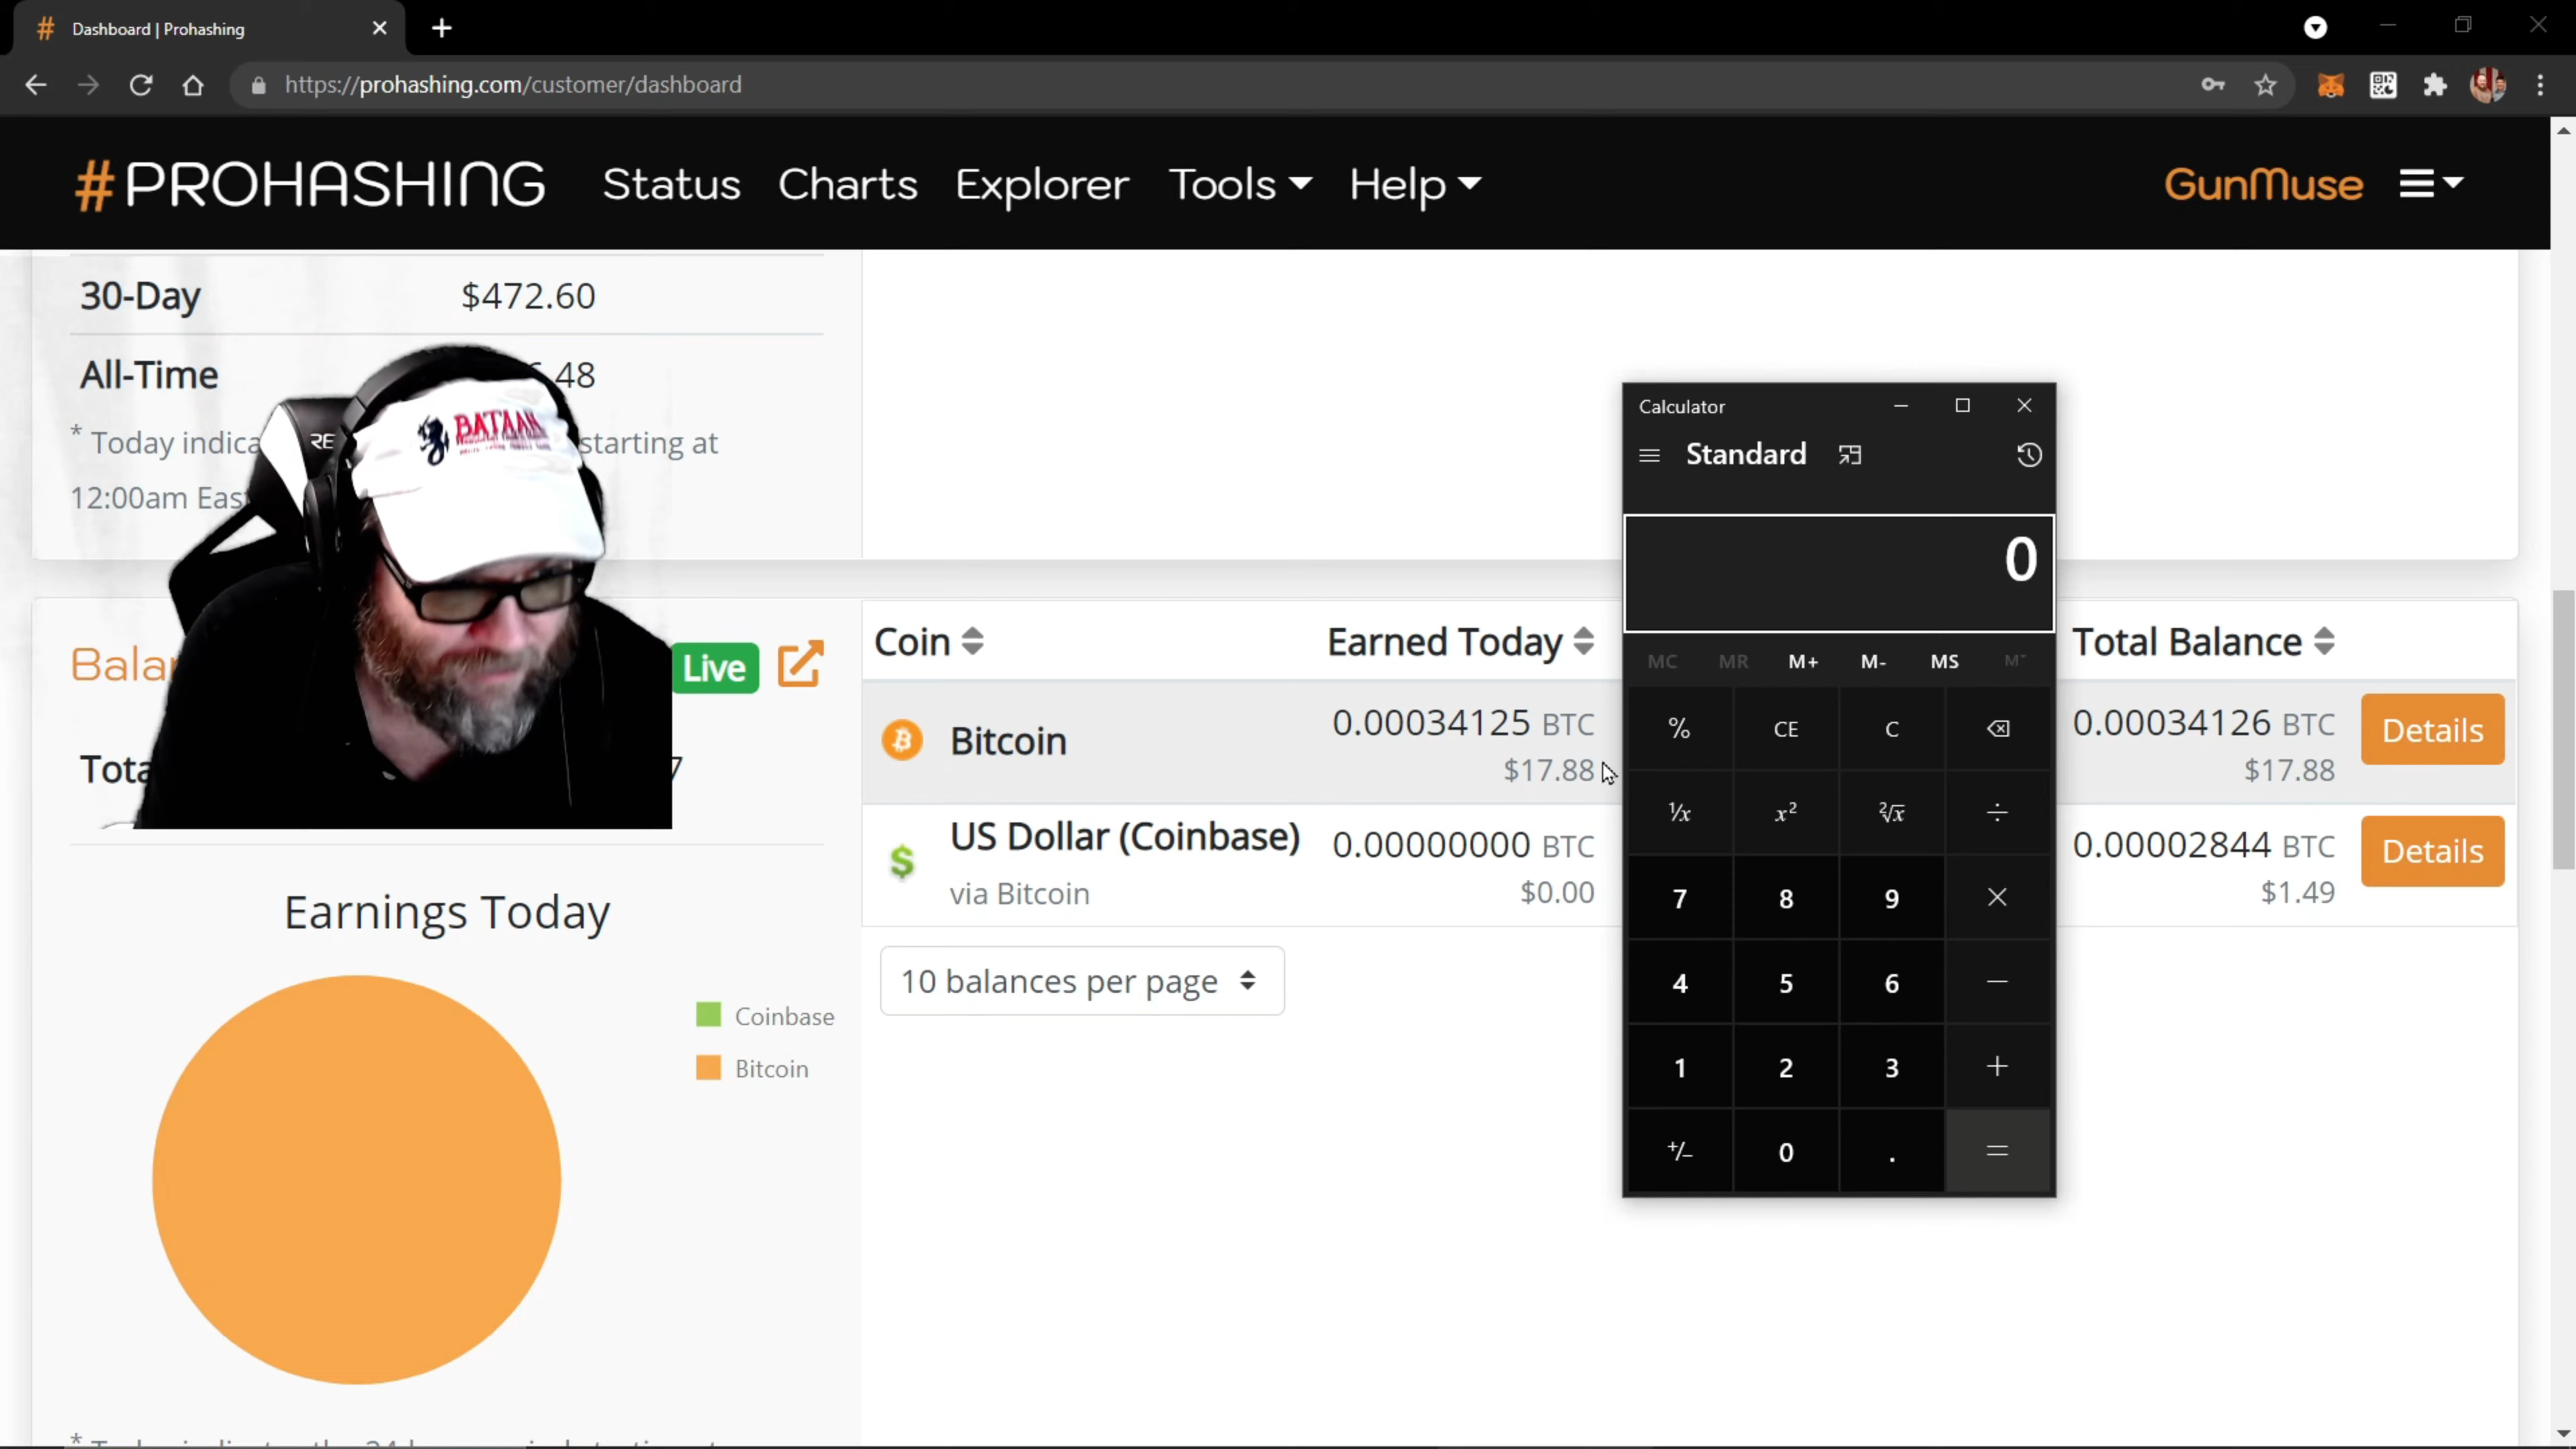 # Dashboard | Prohashing
https://prohashing.com/customer/dashboard
#PROHASHING Status Charts Explorer Tools Help GunMuse
30-Day $472.60
All-Time .48
* Today indica starting at
12:00am Eas
RE
BATAAN
Calculator
Standard
0
MC MR M+ M- MS M
% CE C
1/x x² ²√x ÷
7 8 9 ×
4 5 6 −
1 2 3 +
+/− 0 . =
Balan Live
Tota 7
Coin Earned Today Total Balance
Bitcoin 0.00034125 BTC 0.00034126 BTC Details
$17.88 $17.88
US Dollar (Coinbase) 0.00000000 BTC 0.00002844 BTC Details
via Bitcoin $0.00 $1.49
10 balances per page
Earnings Today
Coinbase
Bitcoin